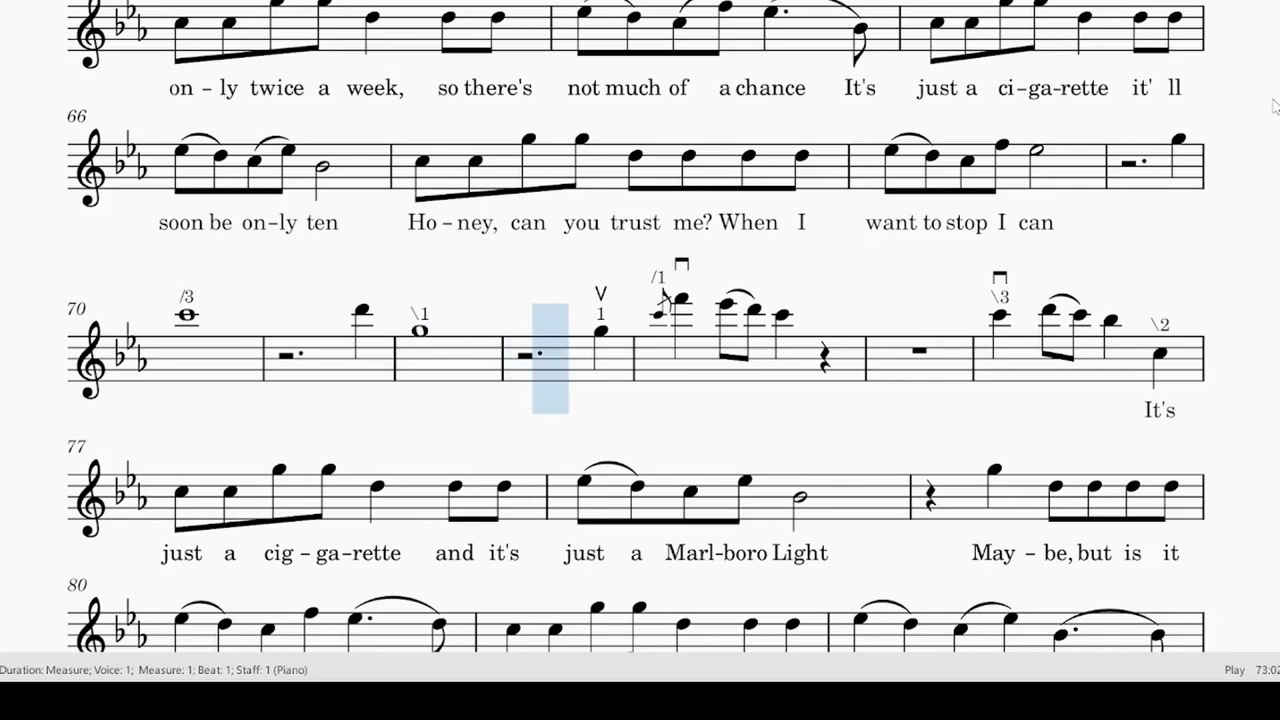 on - ly twice a week, so there's not much of a chance It's just a ci-ga-rette it' ll
66
soon be on-ly ten Ho - ney, can you trust me? When I want to stop I can
70 /3 \1 1 /1 \3 \2
It's
77
just a cig - ga-rette and it's just a Marl-boro Light May - be, but is it
80
Duration: Measure; Voice: 1; Measure: 1; Beat: 1; Staff: 1 (Piano) Play 73:02